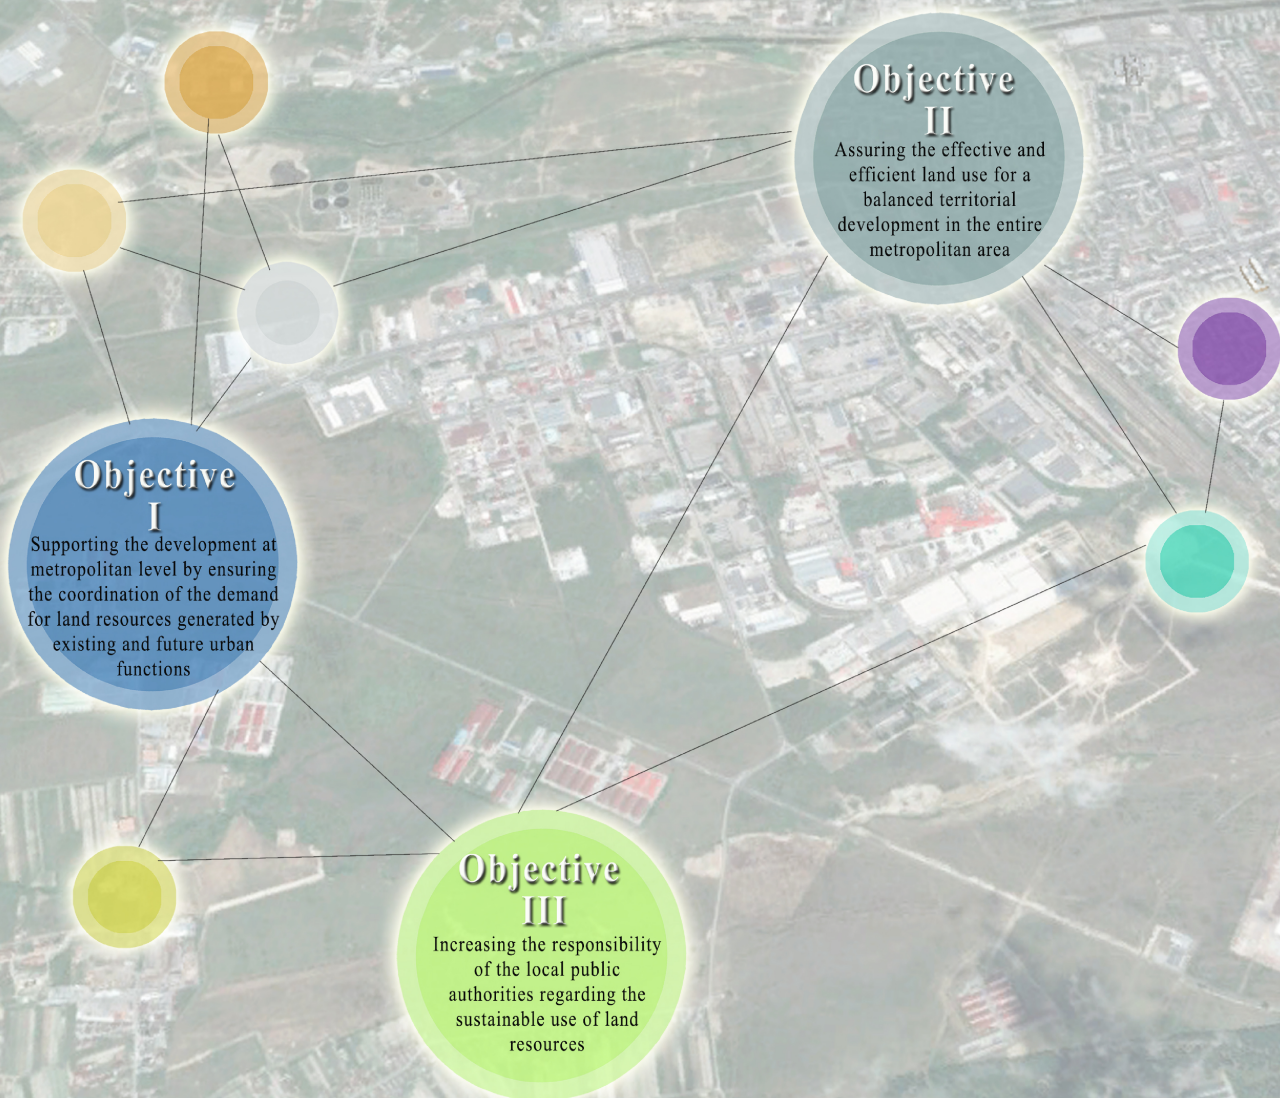 Objective
II
Assuring the effective and
efficient land use for a
balanced territorial
development in the entire
metropolitan area
Objective
I
Supporting the development at
metropolitan level by ensuring
the coordination of the demand
for land resources generated by
existing and future urban
functions
Objective
III
Increasing the responsibility
of the local public
authorities regarding the
sustainable use of land
resources